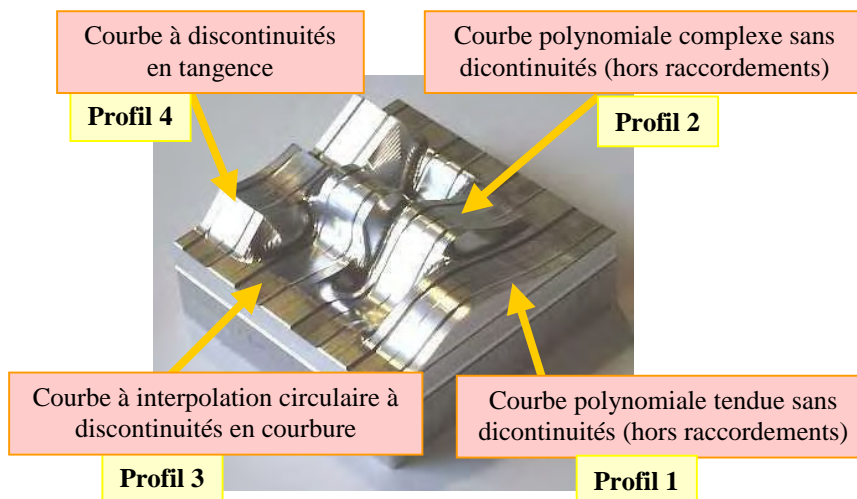 Courbe à discontinuités
en tangence
Profil 4
Courbe polynomiale complexe sans
dicontinuités (hors raccordements)
Profil 2
Courbe à interpolation circulaire à
discontinuités en courbure
Profil 3
Courbe polynomiale tendue sans
dicontinuités (hors raccordements)
Profil 1